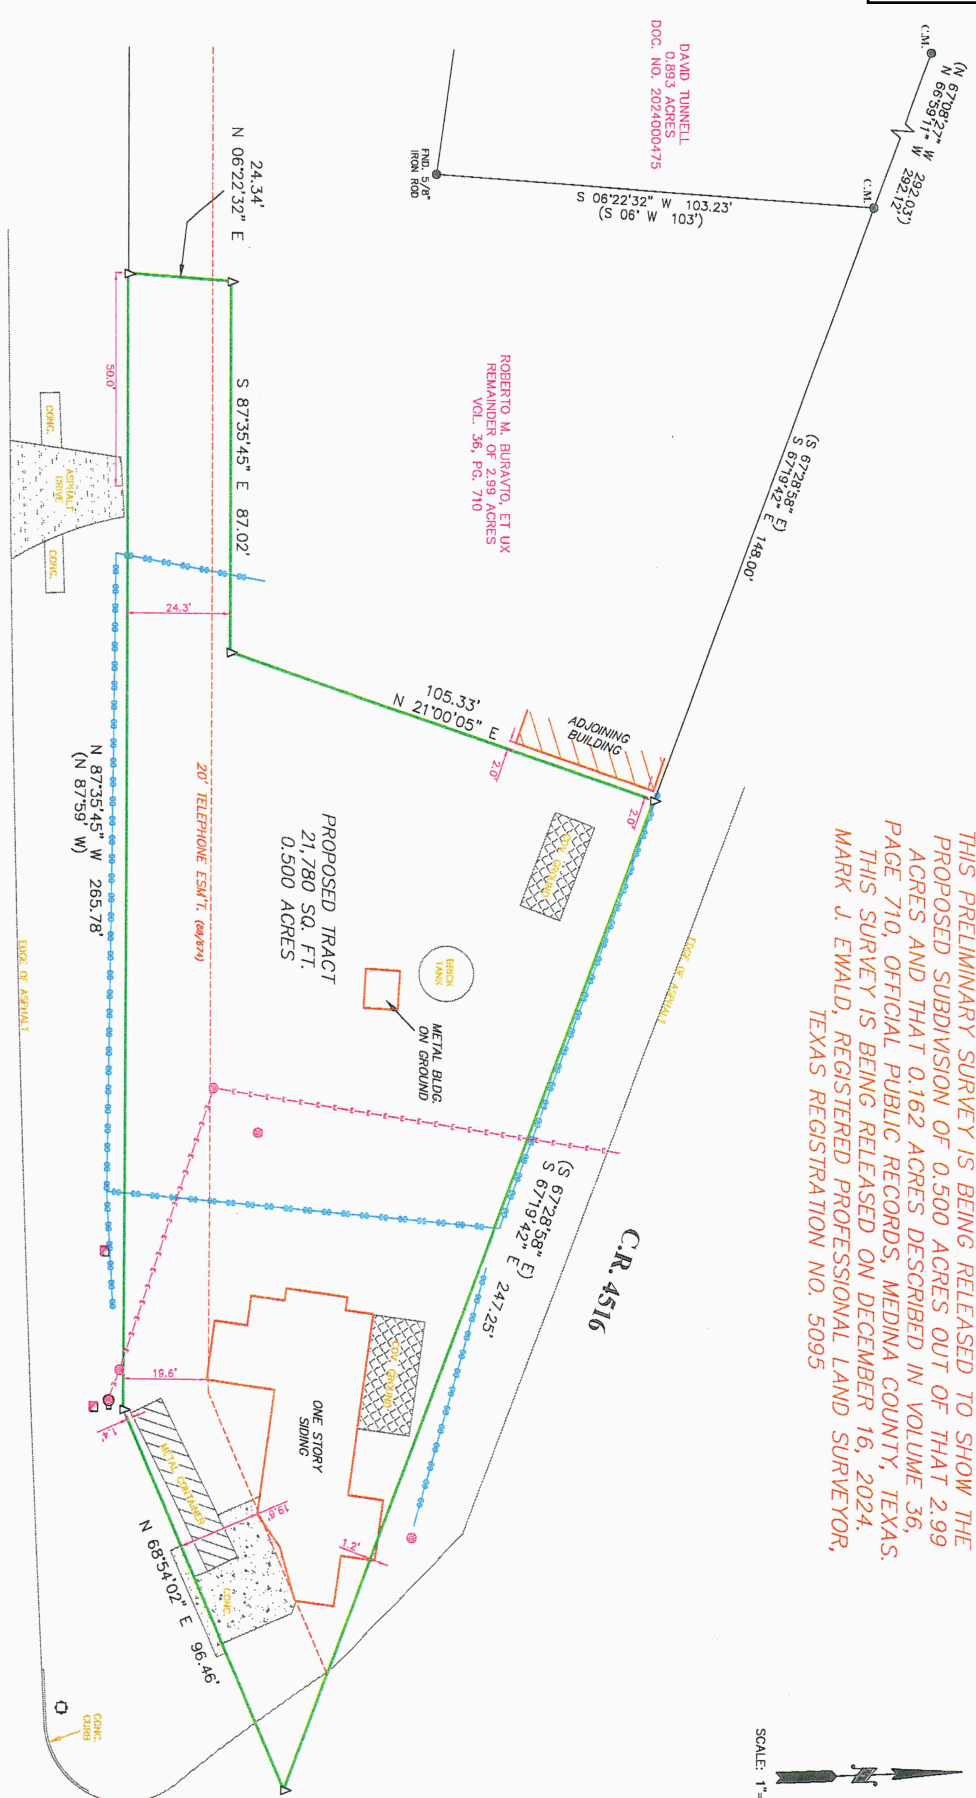 THIS PRELIMINARY SURVEY IS BEING RELEASED TO SHOW THE
PROPOSED SUBDIVISION OF 0.500 ACRES OUT OF THAT 2.99
ACRES AND THAT 0.162 ACRES DESCRIBED IN VOLUME 36,
PAGE 710, OFFICIAL PUBLIC RECORDS, MEDINA COUNTY, TEXAS.
THIS SURVEY IS BEING RELEASED ON DECEMBER 16, 2024.
MARK J. EWALD, REGISTERED PROFESSIONAL LAND SURVEYOR,
TEXAS REGISTRATION NO. 5095
C.M.
(N 67°08'27" W 292.03')
N 66°59'11" W 292.12'
C.M.
DAVID TUNNELL
0.893 ACRES
DOC. NO. 2024000475
S 06°22'32" W 103.23'
(S 06° W 103')
FND. 5/8"
IRON ROD
(S 67°28'58" E)
S 67°19'42" E 148.00'
ROBERTO M. BURAVTO, ET UX
REMAINDER OF 2.99 ACRES
VOL. 36, PG. 710
24.34'
N 06°22'32" E
S 87°35'45" E 87.02'
50.0'
CONC.
ASPHALT
DRIVE
CONC.
24.3'
105.33'
N 21°00'05" E
ADJOINING
BUILDING
2.0'
2.0'
COV. GROUND
EDGE OF ASPHALT
BRICK
TANK
METAL BLDG.
ON GROUND
PROPOSED TRACT
21,780 SQ. FT.
0.500 ACRES
20' TELEPHONE ESM'T. (88/674)
N 87°35'45" W 265.78'
(N 87°59' W)
EDGE OF ASPHALT
C.R. 4516
(S 67°28'58" E)
S 67°19'42" E 247.25'
COV. GROUND
ONE STORY
SIDING
19.6'
1.4'
METAL CONTAINER
19.6'
1.2'
CONC.
N 68°54'02" E 96.46'
CONC.
CURB
SCALE: 1"=